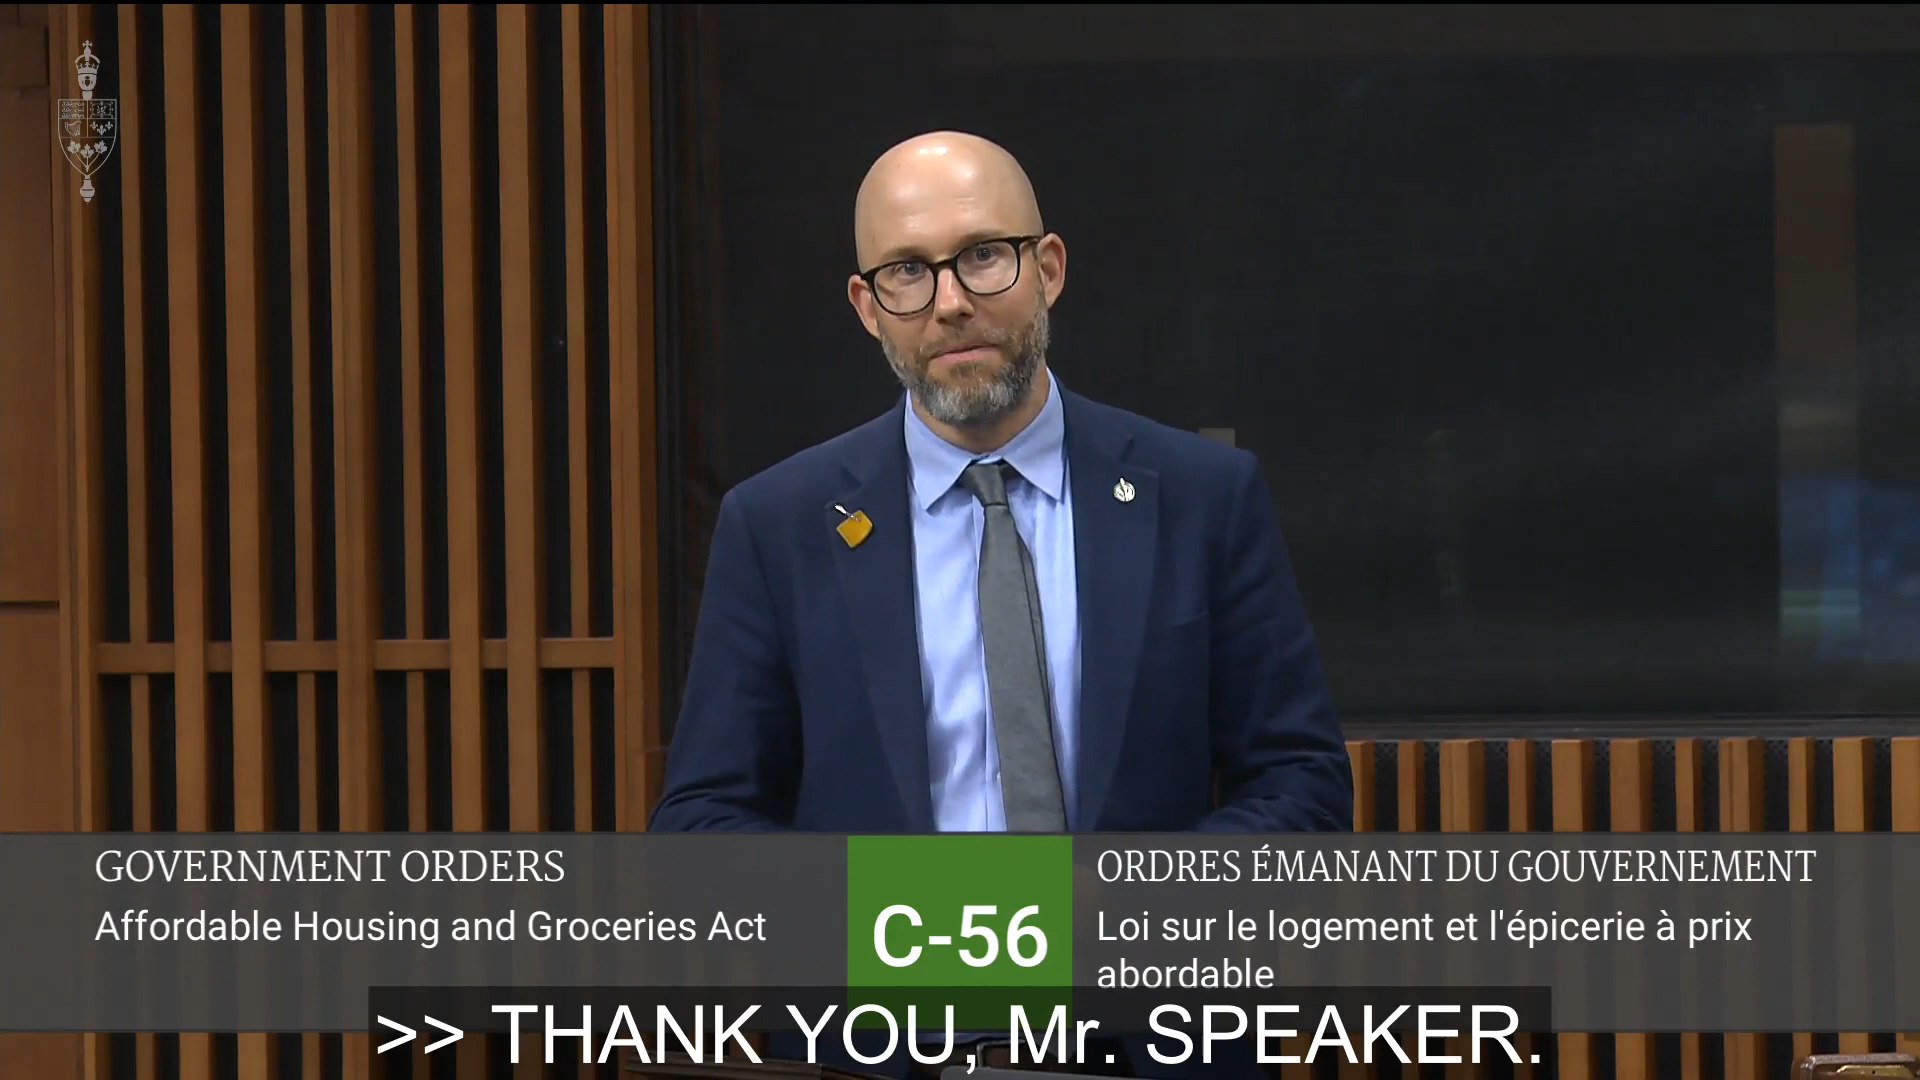 GOVERNMENT ORDERS
Affordable Housing and Groceries Act
C-56
ORDRES ÉMANANT DU GOUVERNEMENT
Loi sur le logement et l'épicerie à prix
abordable
>> THANK YOU, Mr. SPEAKER.